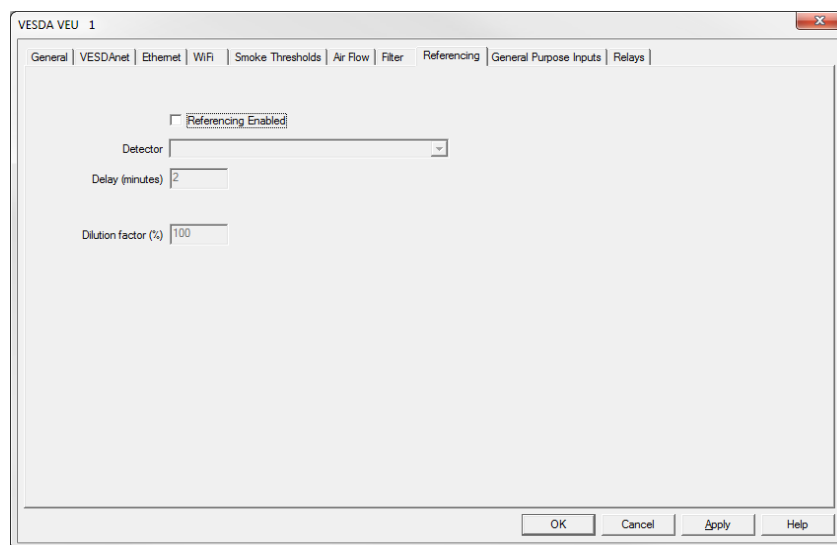 VESDA VEU 1
General VESDAnet Ethernet WiFi Smoke Thresholds Air Flow Filter Referencing General Purpose Inputs Relays
Referencing Enabled
Detector
Delay (minutes) 2
Dilution factor (%) 100
OK Cancel Apply Help